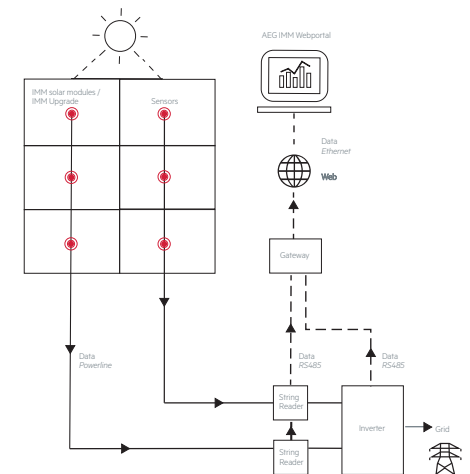 AEG IMM Webportal
IMM solar modules /
IMM Upgrade
Sensors
Data
Ethernet
Web
Gateway
Data
Powerline
Data
RS485
Data
RS485
String
Reader
Inverter
Grid
String
Reader